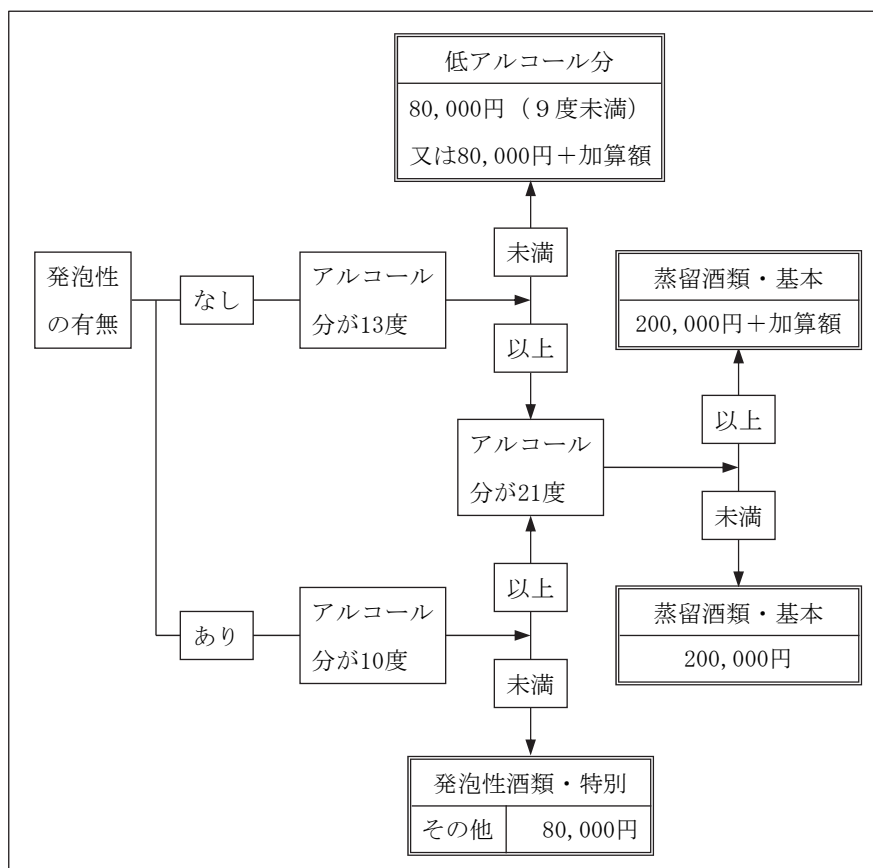 低アルコール分
80,000円（９度未満）
又は80,000円＋加算額
未満
発泡性
の有無
なし
アルコール
分が13度
以上
蒸留酒類・基本
200,000円＋加算額
以上
アルコール
分が21度
未満
以上
蒸留酒類・基本
200,000円
あり
アルコール
分が10度
未満
発泡性酒類・特別
その他
80,000円